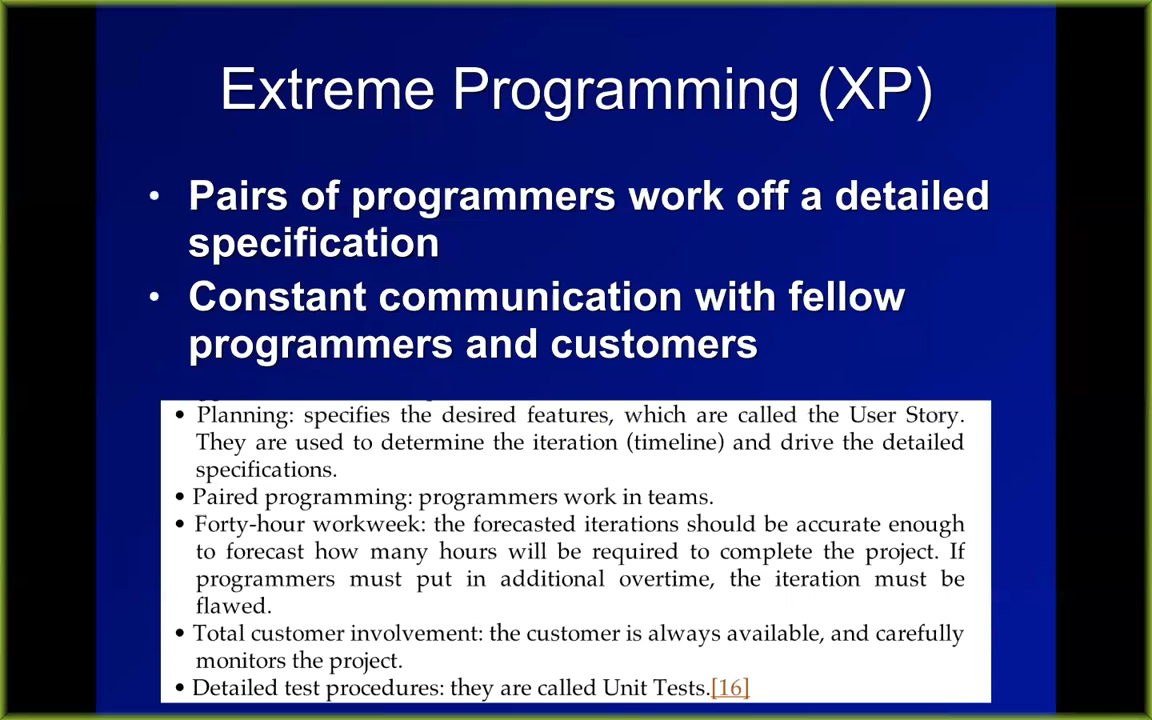 Extreme Programming (XP)
• Pairs of programmers work off a detailed
specification
• Constant communication with fellow
programmers and customers
• Planning: specifies the desired features, which are called the User Story.
They are used to determine the iteration (timeline) and drive the detailed
specifications.
• Paired programming: programmers work in teams.
• Forty-hour workweek: the forecasted iterations should be accurate enough
to forecast how many hours will be required to complete the project. If
programmers must put in additional overtime, the iteration must be
flawed.
• Total customer involvement: the customer is always available, and carefully
monitors the project.
• Detailed test procedures: they are called Unit Tests.[16]